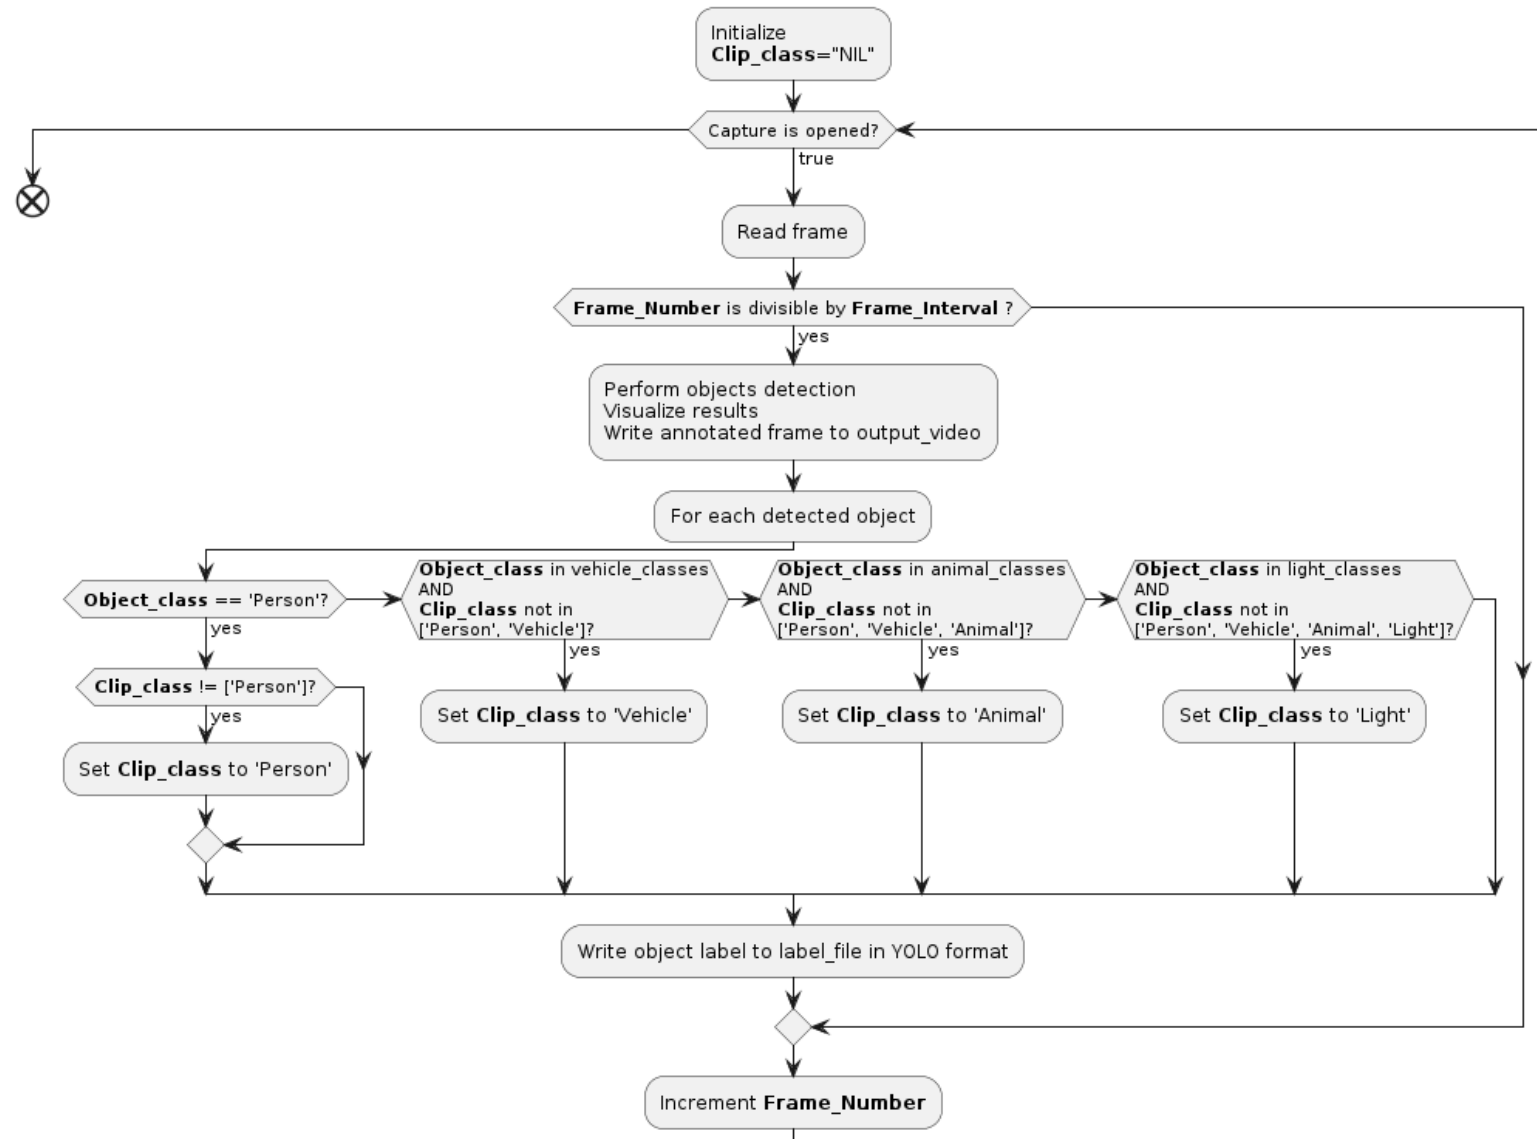 Initialize
Clip_class="NIL"
Capture is opened?
true
Read frame
Frame_Number is divisible by Frame_Interval ?
yes
Perform objects detection
Visualize results
Write annotated frame to output_video
For each detected object
Object_class == 'Person'?
yes
Clip_class != ['Person']?
yes
Set Clip_class to 'Person'
Object_class in vehicle_classes
AND
Clip_class not in
['Person', 'Vehicle']?
yes
Set Clip_class to 'Vehicle'
Object_class in animal_classes
AND
Clip_class not in
['Person', 'Vehicle', 'Animal']?
yes
Set Clip_class to 'Animal'
Object_class in light_classes
AND
Clip_class not in
['Person', 'Vehicle', 'Animal', 'Light']?
yes
Set Clip_class to 'Light'
Write object label to label_file in YOLO format
Increment Frame_Number